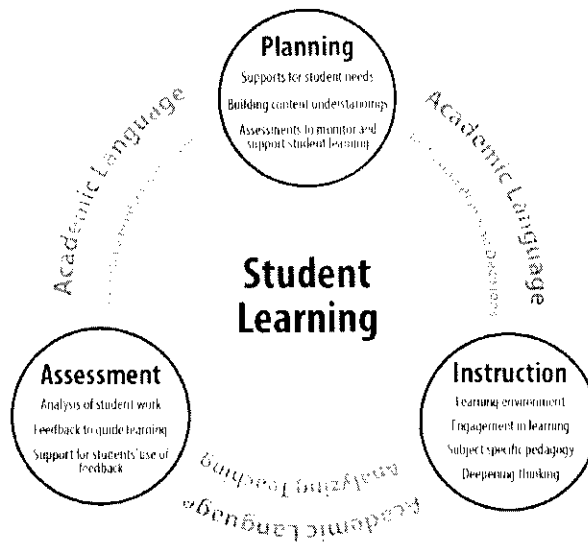 Planning
Supports for student needs
Building content understandings
Assessments to monitor and
support student learning
Academic Language
Academic Language
Decisions
Student
Learning
Assessment
Analysis of student work
Feedback to guide learning
Support for students' use of
feedback
Instruction
Learning environment
Engagement in learning
Subject specific pedagogy
Deepening thinking
Analyzing Teaching
Academic Language